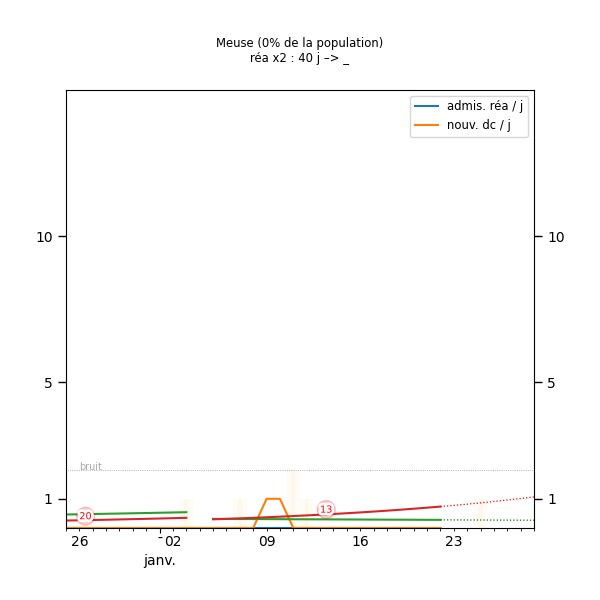 Meuse (0% de la population)
réa x2 : 40 j –> _
admis. réa / j
nouv. dc / j
10
10
5
5
bruit
1
1
20
13
26
02
09
16
23
janv.